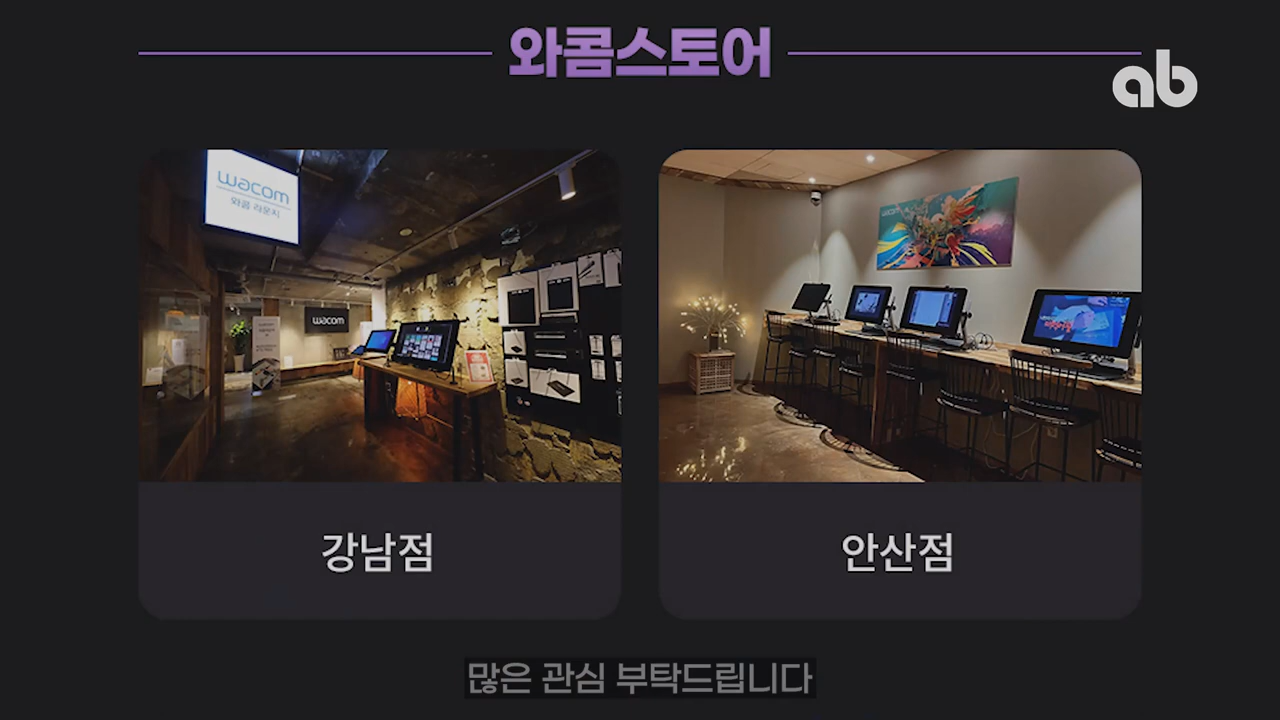 와콤스토어
ab
wacom
와콤 라운지
wacom
강남점
안산점
많은 관심 부탁드립니다